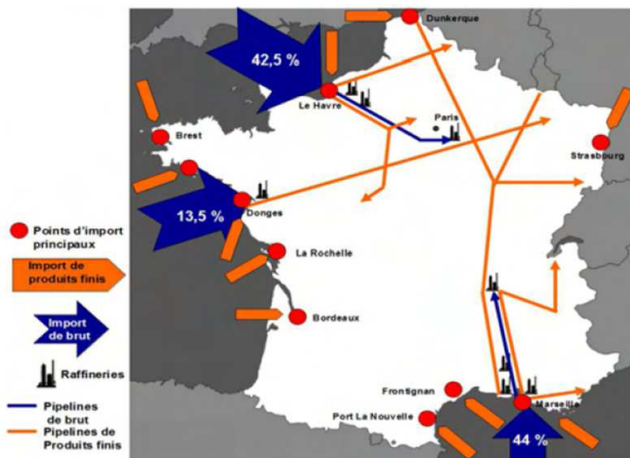 Dunkerque
42,5 %
Le Havre
Paris
Brest
Strasbourg
13,5 %
Donges
Points d'import
principaux
La Rochelle
Import de
produits finis
Bordeaux
Import
de brut
Raffineries
Frontignan
Pipelines
de brut
Port La Nouvelle
Marseille
Pipelines de
Produits finis
44 %